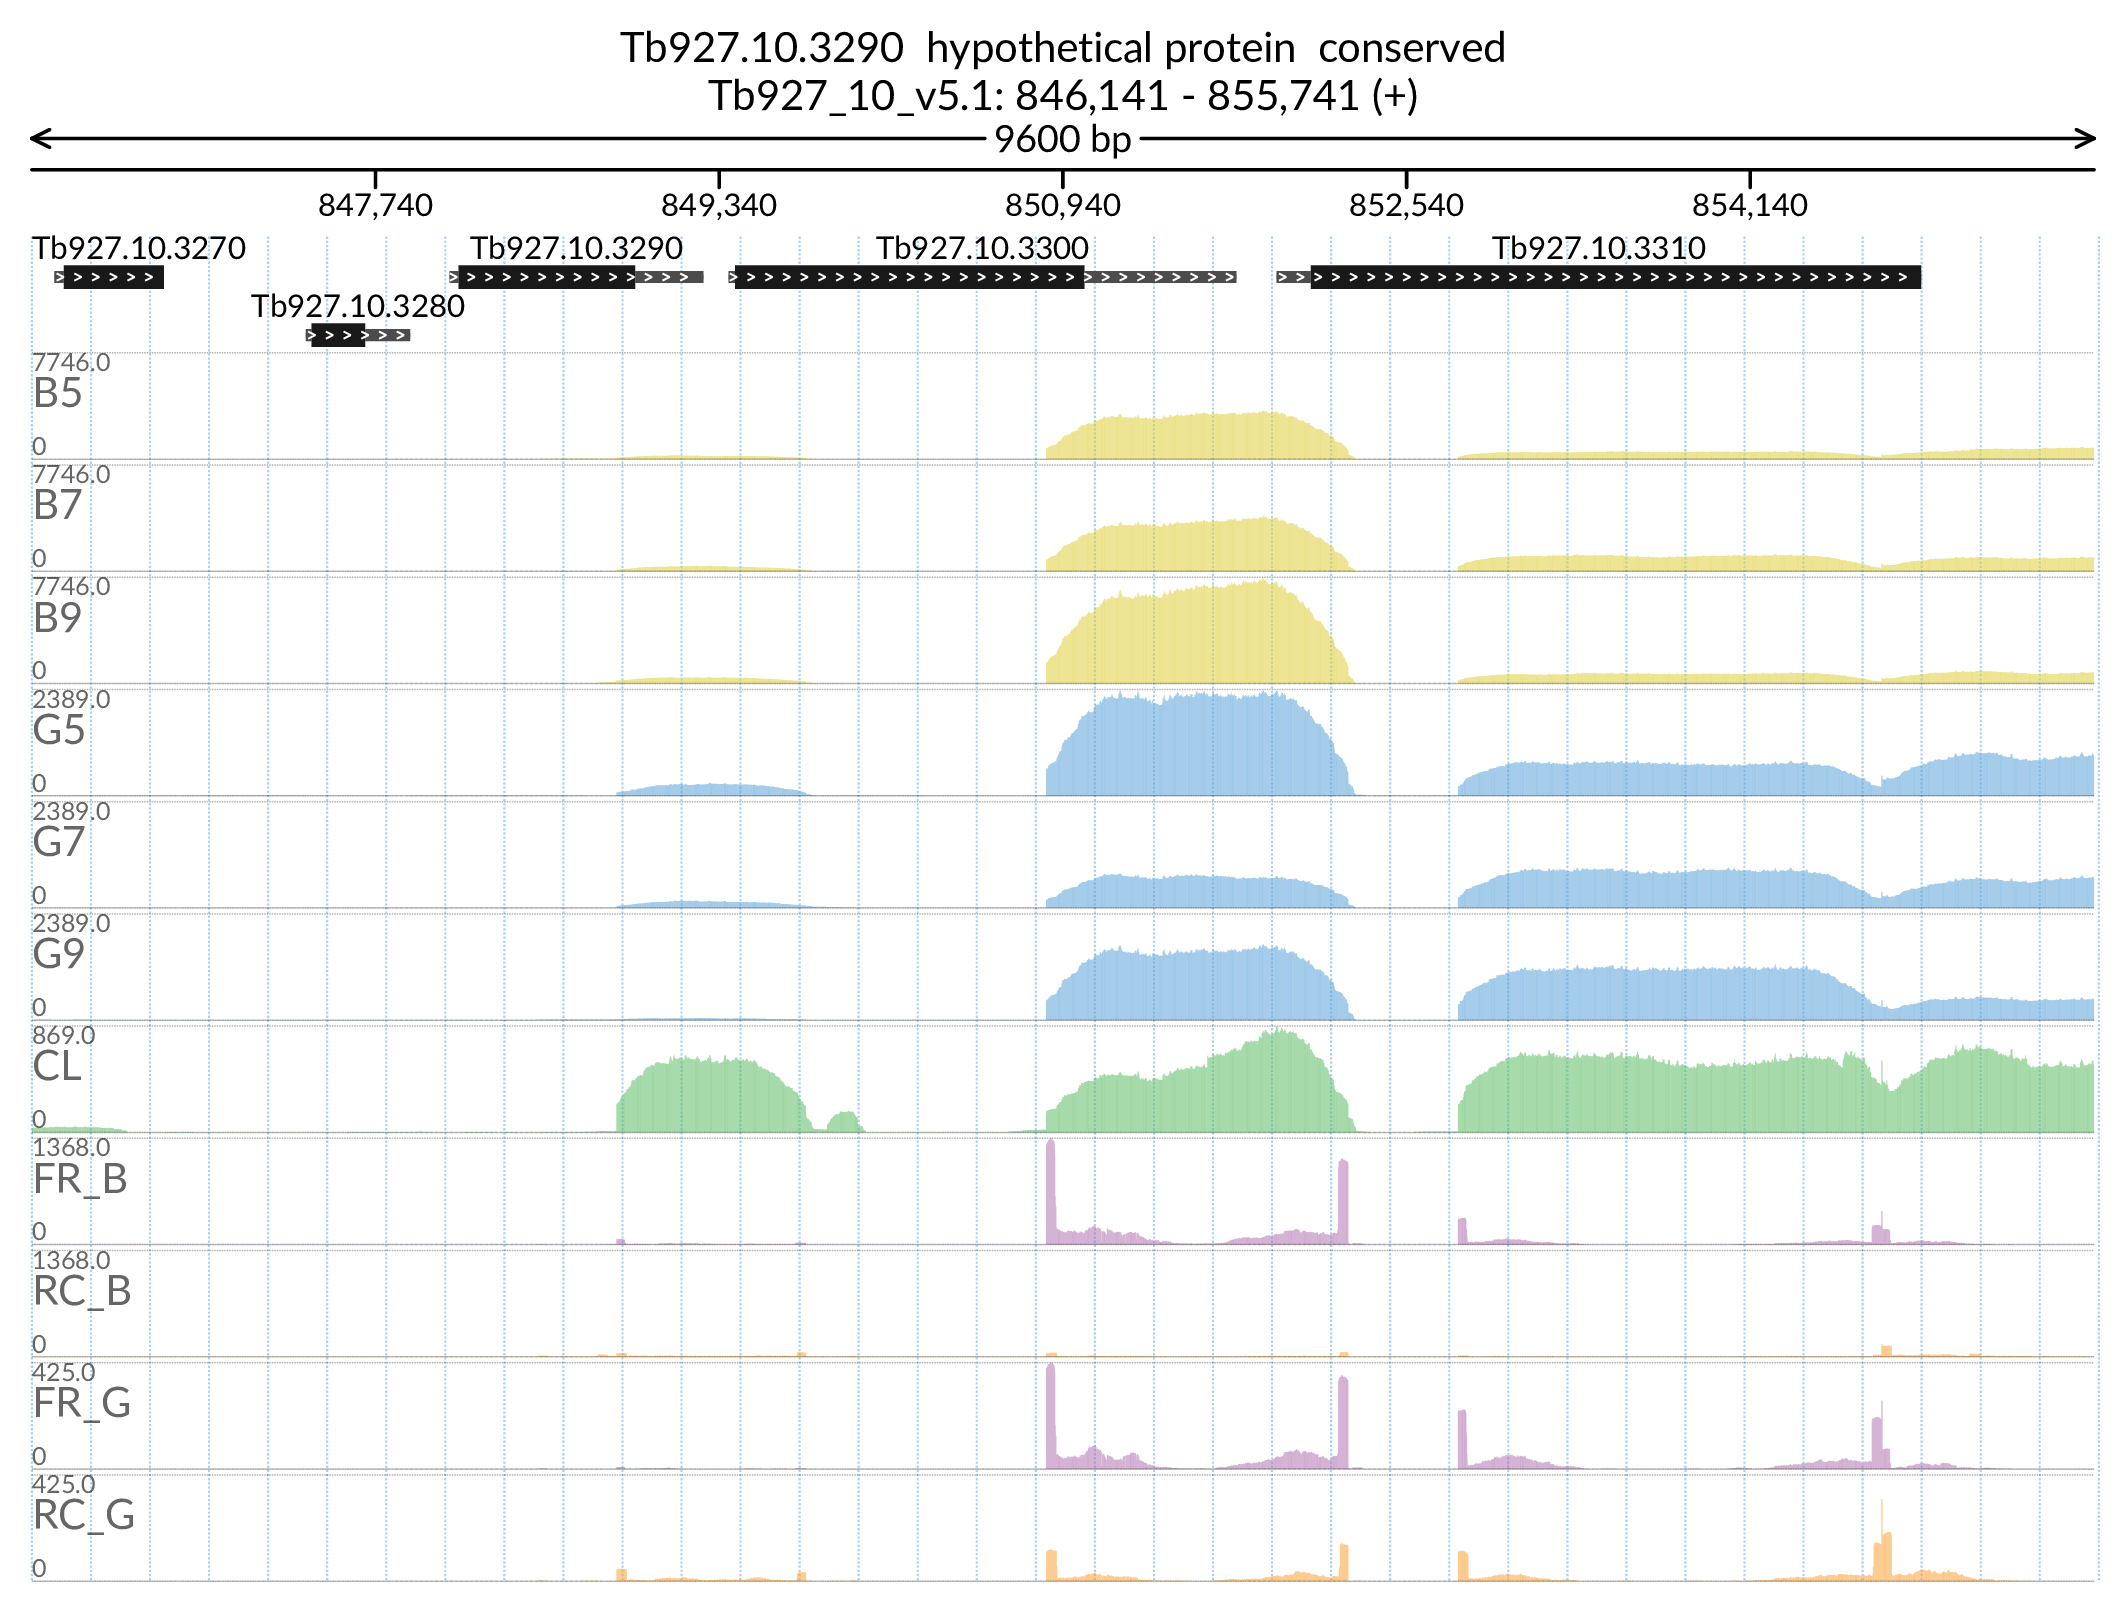 Tb927.10.3290  hypothetical protein  conserved
Tb927_10_v5.1: 846,141 - 855,741 (+)
9600 bp
847,740 849,340 850,940 852,540 854,140
Tb927.10.3270 Tb927.10.3290 Tb927.10.3300 Tb927.10.3310
Tb927.10.3280
7746.0
B5
0
7746.0
B7
0
7746.0
B9
0
2389.0
G5
0
2389.0
G7
0
2389.0
G9
0
869.0
CL
0
1368.0
FR_B
0
1368.0
RC_B
0
425.0
FR_G
0
425.0
RC_G
0